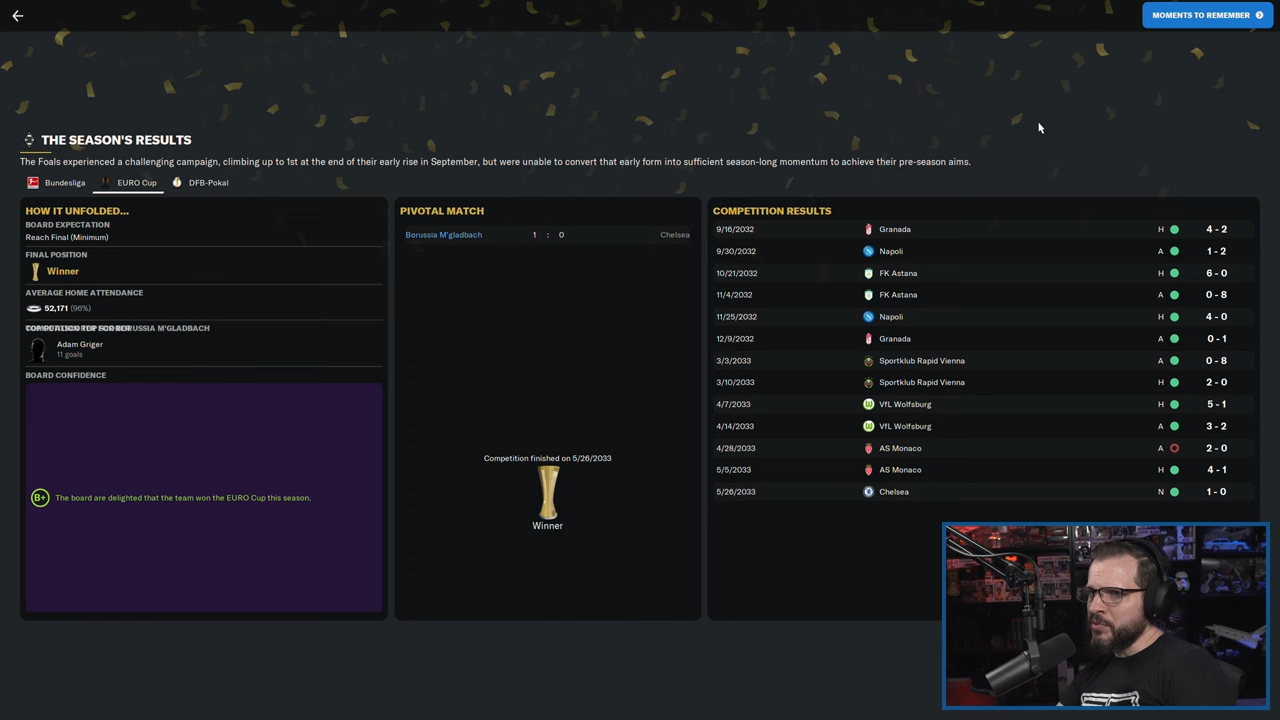 MOMENTS TO REMEMBER
THE SEASON'S RESULTS
The Foals experienced a challenging campaign, climbing up to 1st at the end of their early rise in September, but were unable to convert that early form into sufficient season-long momentum to achieve their pre-season aims.
Bundesliga EURO Cup DFB-Pokal
HOW IT UNFOLDED...
BOARD EXPECTATION
Reach Final (Minimum)
FINAL POSITION
Winner
AVERAGE HOME ATTENDANCE
52,171 (96%)
BORUSSIA M'GLADBACH
Adam Griger
11 goals
BOARD CONFIDENCE
B+ The board are delighted that the team won the EURO Cup this season.
PIVOTAL MATCH
Borussia M'gladbach 1 : 0 Chelsea
Competition finished on 5/26/2033
Winner
COMPETITION RESULTS
9/16/2032 Granada H 4 - 2
9/30/2032 Napoli A 1 - 2
10/21/2032 FK Astana H 6 - 0
11/4/2032 FK Astana A 0 - 8
11/25/2032 Napoli H 4 - 0
12/9/2032 Granada A 0 - 1
3/3/2033 Sportklub Rapid Vienna A 0 - 8
3/10/2033 Sportklub Rapid Vienna H 2 - 0
4/7/2033 VfL Wolfsburg H 5 - 1
4/14/2033 VfL Wolfsburg A 3 - 2
4/28/2033 AS Monaco A 2 - 0
5/5/2033 AS Monaco H 4 - 1
5/26/2033 Chelsea N 1 - 0